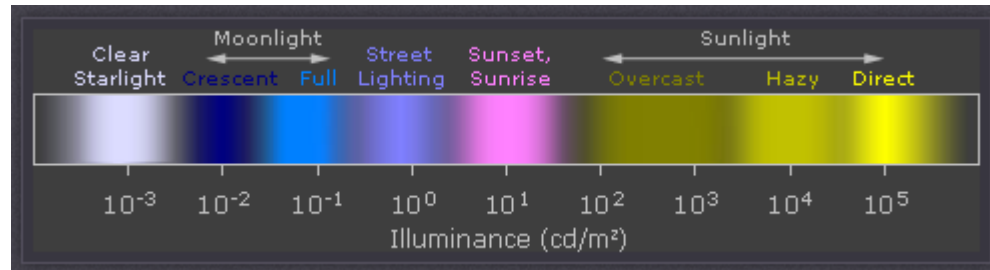 Moonlight
Sunlight
Clear Street Sunset,
Starlight Crescent Full Lighting Sunrise Overcast Hazy Direct
10⁻³ 10⁻² 10⁻¹ 10⁰ 10¹ 10² 10³ 10⁴ 10⁵
Illuminance (cd/m²)